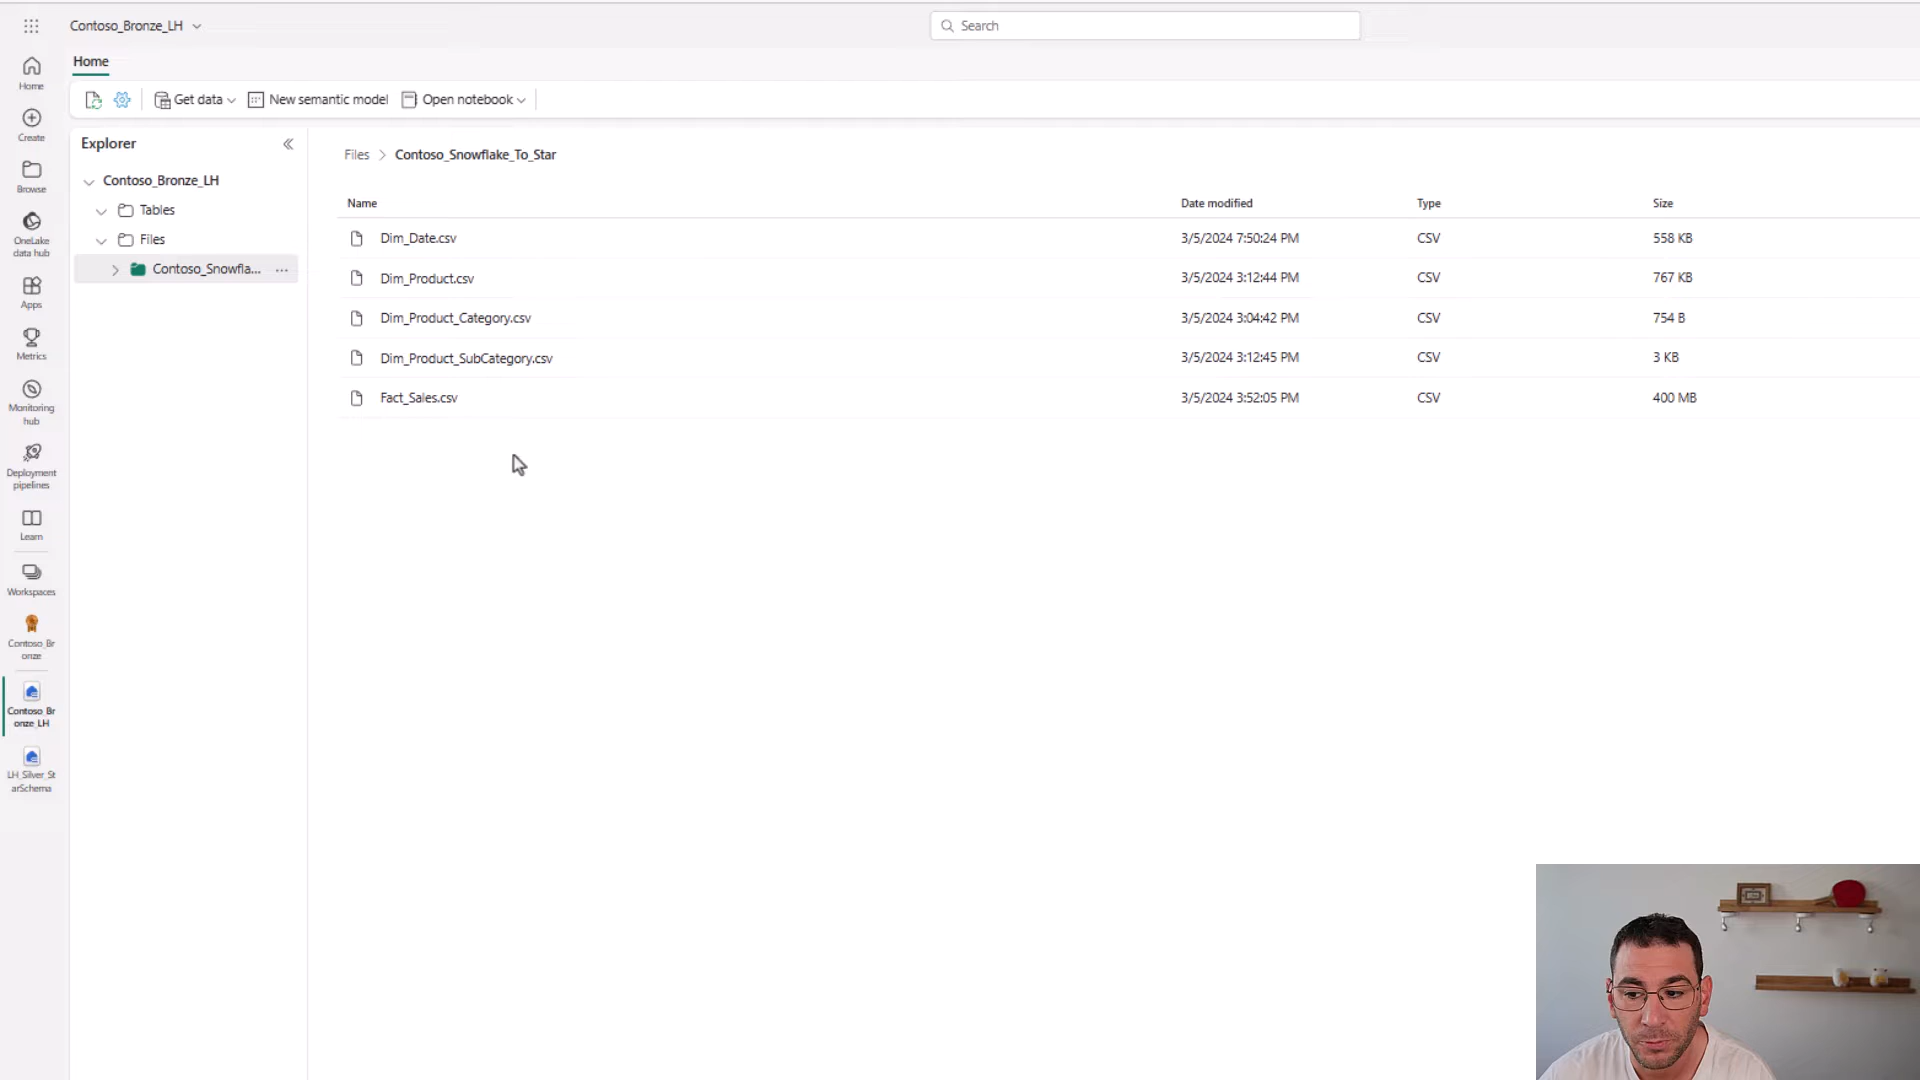 Contoso_Bronze_LH
Search
Home
Get data
New semantic model
Open notebook
Home
Create
Browse
OneLake
data hub
Apps
Metrics
Monitoring
hub
Deployment
pipelines
Learn
Workspaces
Contoso_Br
onze
Contoso_Br
onze_LH
LH_Silver_St
arSchema
Explorer
Contoso_Bronze_LH
Tables
Files
Contoso_Snowfla...
Files > Contoso_Snowflake_To_Star
Name Date modified Type Size
Dim_Date.csv 3/5/2024 7:50:24 PM CSV 558 KB
Dim_Product.csv 3/5/2024 3:12:44 PM CSV 767 KB
Dim_Product_Category.csv 3/5/2024 3:04:42 PM CSV 754 B
Dim_Product_SubCategory.csv 3/5/2024 3:12:45 PM CSV 3 KB
Fact_Sales.csv 3/5/2024 3:52:05 PM CSV 400 MB